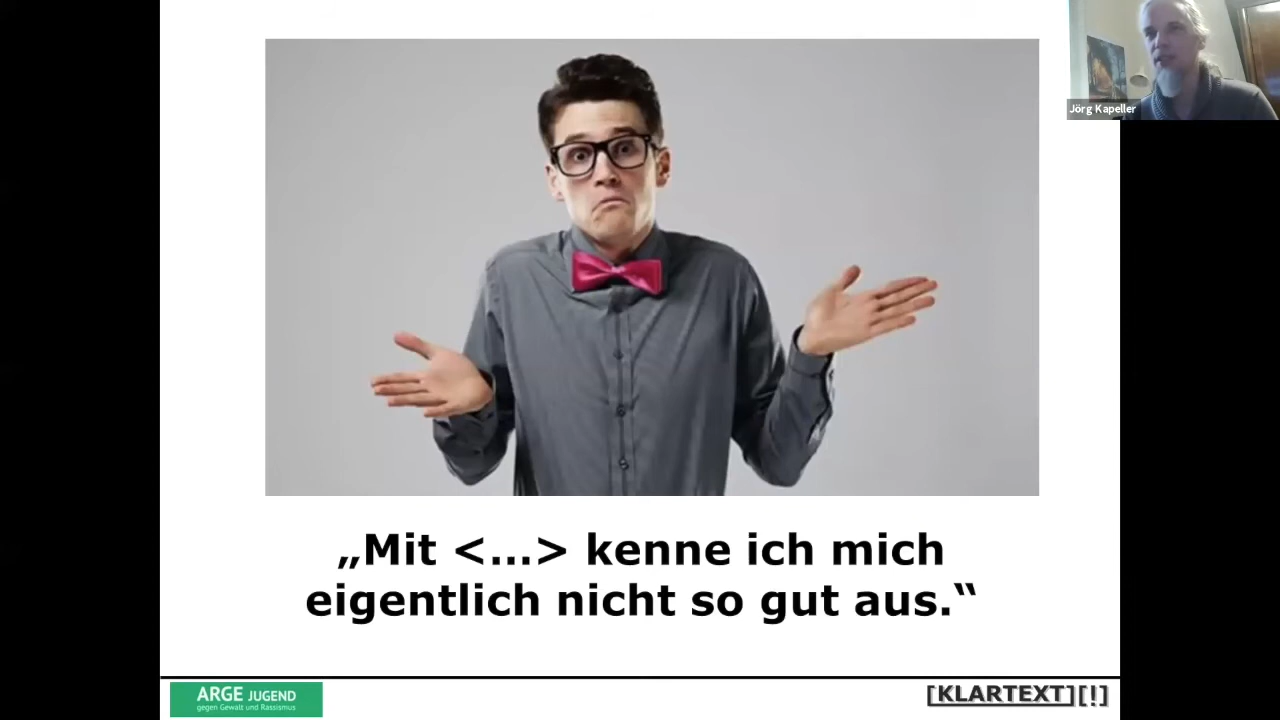 Jörg Kapeller
„Mit <...> kenne ich mich
eigentlich nicht so gut aus.“
ARGE JUGEND
gegen Gewalt und Rassismus
[KLARTEXT][!]